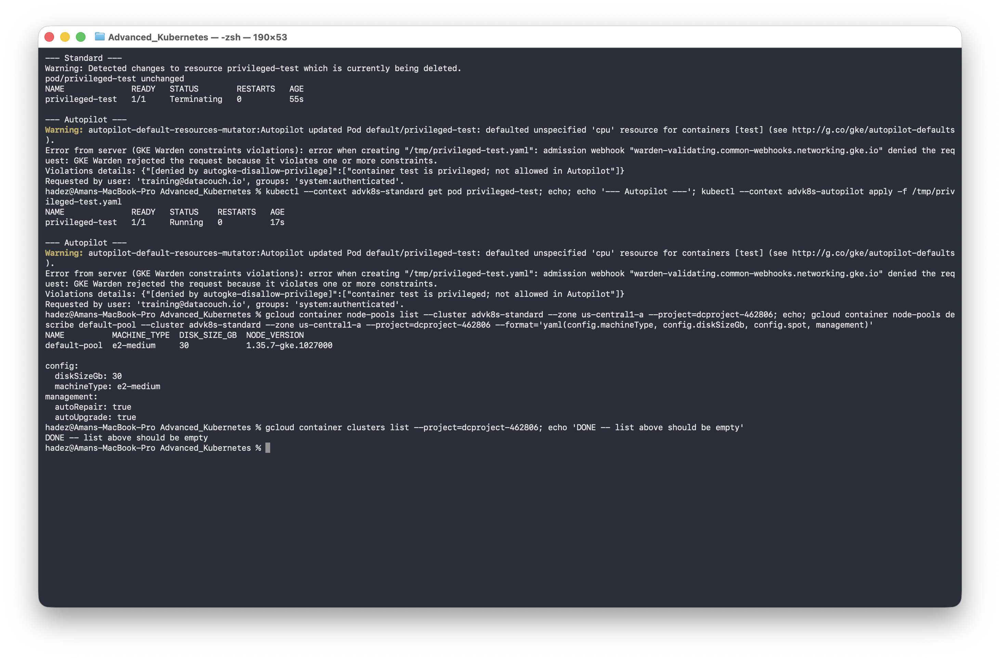 Advanced_Kubernetes — -zsh — 190×53
--- Standard ---
Warning: Detected changes to resource privileged-test which is currently being deleted.
pod/privileged-test unchanged
NAME              READY   STATUS        RESTARTS   AGE
privileged-test   1/1     Terminating   0          55s
--- Autopilot ---
Warning: autopilot-default-resources-mutator:Autopilot updated Pod default/privileged-test: defaulted unspecified 'cpu' resource for containers [test] (see http://g.co/gke/autopilot-defaults
).
Error from server (GKE Warden constraints violations): error when creating "/tmp/privileged-test.yaml": admission webhook "warden-validating.common-webhooks.networking.gke.io" denied the req
uest: GKE Warden rejected the request because it violates one or more constraints.
Violations details: {"[denied by autogke-disallow-privilege]":["container test is privileged; not allowed in Autopilot"]}
Requested by user: 'training@datacouch.io', groups: 'system:authenticated'.
hadez@Amans-MacBook-Pro Advanced_Kubernetes % kubectl --context advk8s-standard get pod privileged-test; echo; echo '--- Autopilot ---'; kubectl --context advk8s-autopilot apply -f /tmp/priv
ileged-test.yaml
NAME              READY   STATUS    RESTARTS   AGE
privileged-test   1/1     Running   0          17s
--- Autopilot ---
Warning: autopilot-default-resources-mutator:Autopilot updated Pod default/privileged-test: defaulted unspecified 'cpu' resource for containers [test] (see http://g.co/gke/autopilot-defaults
).
Error from server (GKE Warden constraints violations): error when creating "/tmp/privileged-test.yaml": admission webhook "warden-validating.common-webhooks.networking.gke.io" denied the req
uest: GKE Warden rejected the request because it violates one or more constraints.
Violations details: {"[denied by autogke-disallow-privilege]":["container test is privileged; not allowed in Autopilot"]}
Requested by user: 'training@datacouch.io', groups: 'system:authenticated'.
hadez@Amans-MacBook-Pro Advanced_Kubernetes % gcloud container node-pools list --cluster advk8s-standard --zone us-central1-a --project=dcproject-462806; echo; gcloud container node-pools de
scribe default-pool --cluster advk8s-standard --zone us-central1-a --project=dcproject-462806 --format='yaml(config.machineType, config.diskSizeGb, config.spot, management)'
NAME          MACHINE_TYPE  DISK_SIZE_GB  NODE_VERSION
default-pool  e2-medium     30            1.35.7-gke.1027000
config:
  diskSizeGb: 30
  machineType: e2-medium
management:
  autoRepair: true
  autoUpgrade: true
hadez@Amans-MacBook-Pro Advanced_Kubernetes % gcloud container clusters list --project=dcproject-462806; echo 'DONE -- list above should be empty'
DONE -- list above should be empty
hadez@Amans-MacBook-Pro Advanced_Kubernetes %